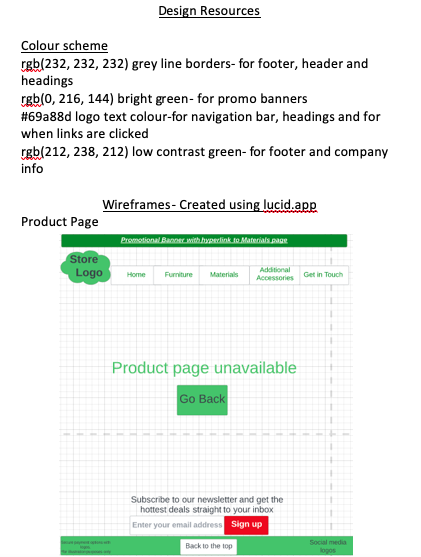 Design Resources
Colour scheme
rgb(232, 232, 232) grey line borders- for footer, header and
headings
rgb(0, 216, 144) bright green- for promo banners
#69a88d logo text colour-for navigation bar, headings and for
when links are clicked
rgb(212, 238, 212) low contrast green- for footer and company
info
Wireframes- Created using lucid.app
Product Page
Promotional Banner with hyperlink to Materials page
Store
Logo
Home
Furniture
Materials
Additional
Accessories
Get in Touch
Product page unavailable
Go Back
Subscribe to our newsletter and get the
hottest deals straight to your inbox
Enter your email address
Sign up
Back to the top
Social media
logos